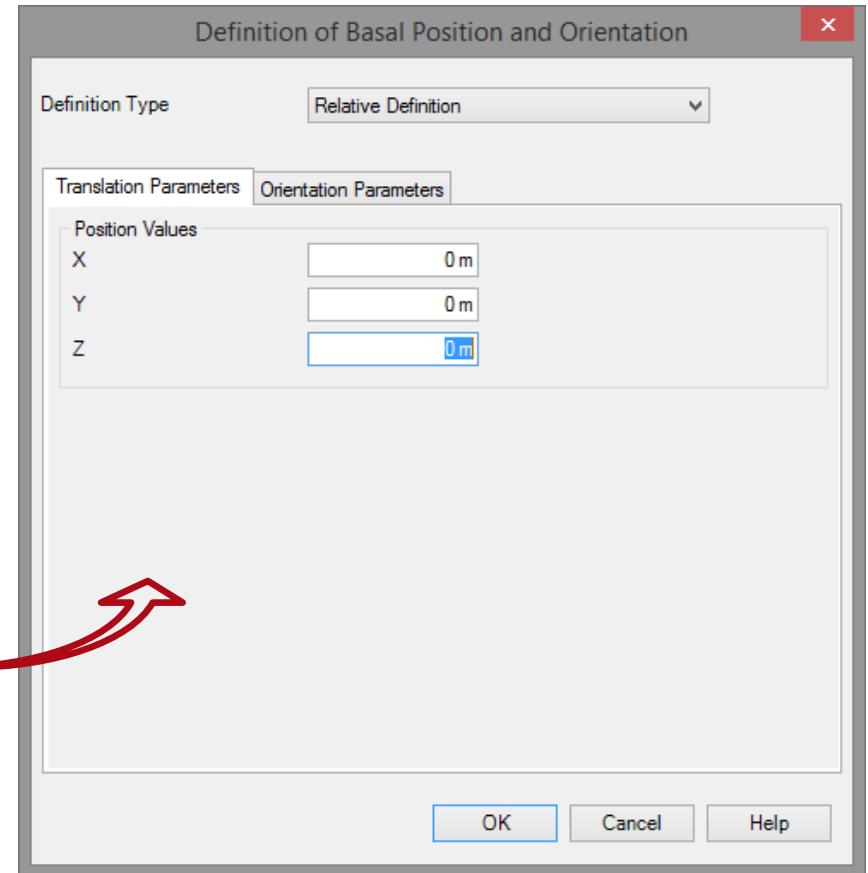 Definition of Basal Position and Orientation
Definition Type Relative Definition
Translation Parameters Orientation Parameters
Position Values
X 0 m
Y 0 m
Z 0 m
OK Cancel Help